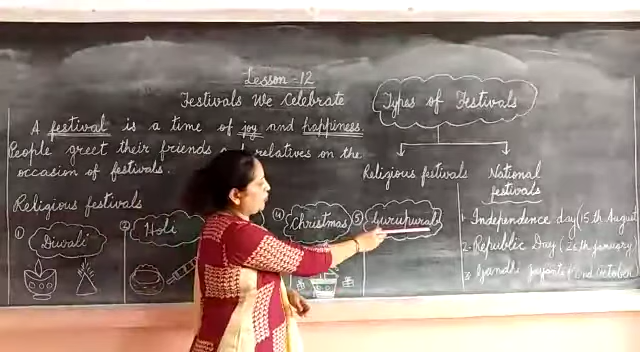 Lesson - 12
Festivals We Celebrate
A festival is a time of joy and happiness.
People greet their friends and relatives on the
occasion of festivals.
Religious festivals
1 Diwali
2 Holi
4 Christmas
5 Gurupurab
Types of Festivals
Religious festivals
National
festivals
1. Independence day (15th August
2. Republic Day (26th January)
3. Gandhi Jayanti (2nd October